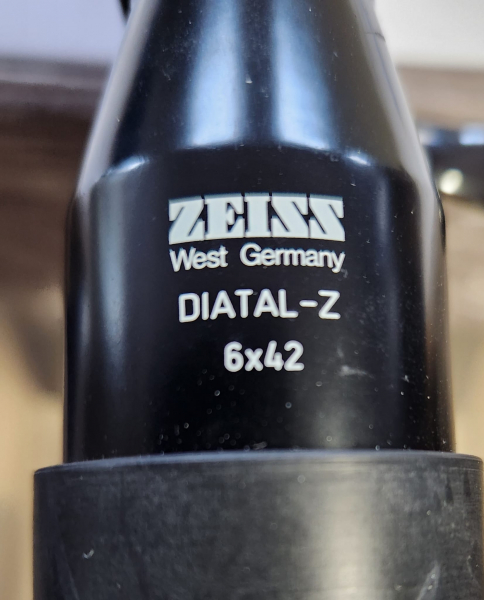 ZEISS
West Germany
DIATAL-Z
6x42